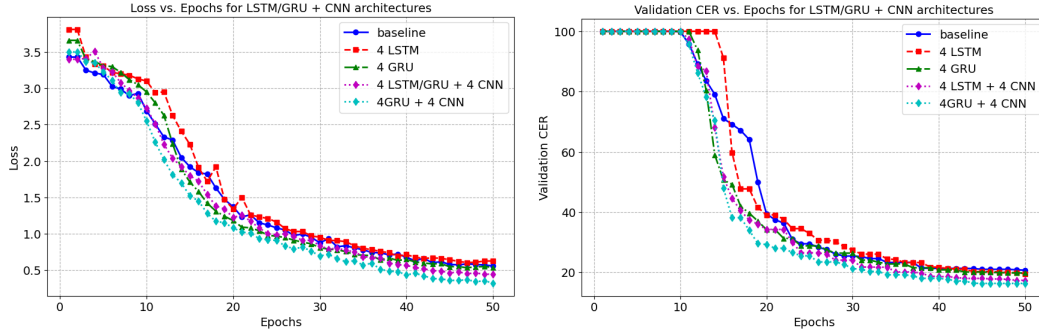 Loss vs. Epochs for LSTM/GRU + CNN architectures
baseline
4 LSTM
4 GRU
4 LSTM/GRU + 4 CNN
4GRU + 4 CNN
3.5
3.0
2.5
2.0
1.5
1.0
0.5
Loss
0
10
20
30
40
50
Epochs
Validation CER vs. Epochs for LSTM/GRU + CNN architectures
baseline
4 LSTM
4 GRU
4 LSTM + 4 CNN
4GRU + 4 CNN
100
80
60
40
20
Validation CER
0
10
20
30
40
50
Epochs